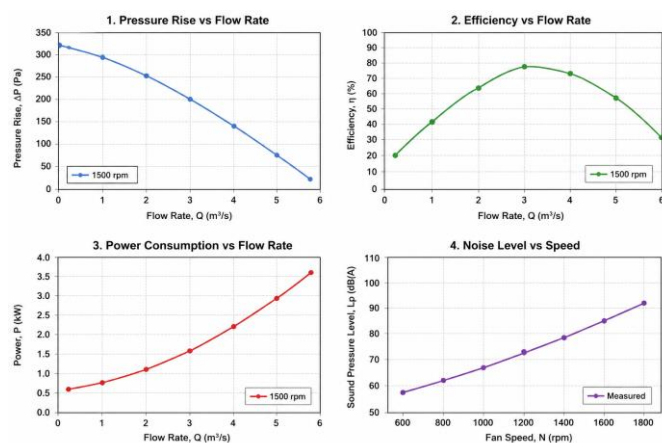 1. Pressure Rise vs Flow Rate
Pressure Rise, ΔP (Pa)
350
300
250
200
150
100
50
0
1500 rpm
0 1 2 3 4 5 6
Flow Rate, Q (m³/s)
2. Efficiency vs Flow Rate
Efficiency, η (%)
100
90
80
70
60
50
40
30
20
10
0
1500 rpm
0 1 2 3 4 5 6
Flow Rate, Q (m³/s)
3. Power Consumption vs Flow Rate
Power, P (kW)
4.0
3.5
3.0
2.5
2.0
1.5
1.0
0.5
0.0
1500 rpm
0 1 2 3 4 5 6
Flow Rate, Q (m³/s)
4. Noise Level vs Speed
Sound Pressure Level, Lp (dB(A)
110
100
90
80
70
60
50
Measured
600 800 1000 1200 1400 1600 1800
Fan Speed, N (rpm)